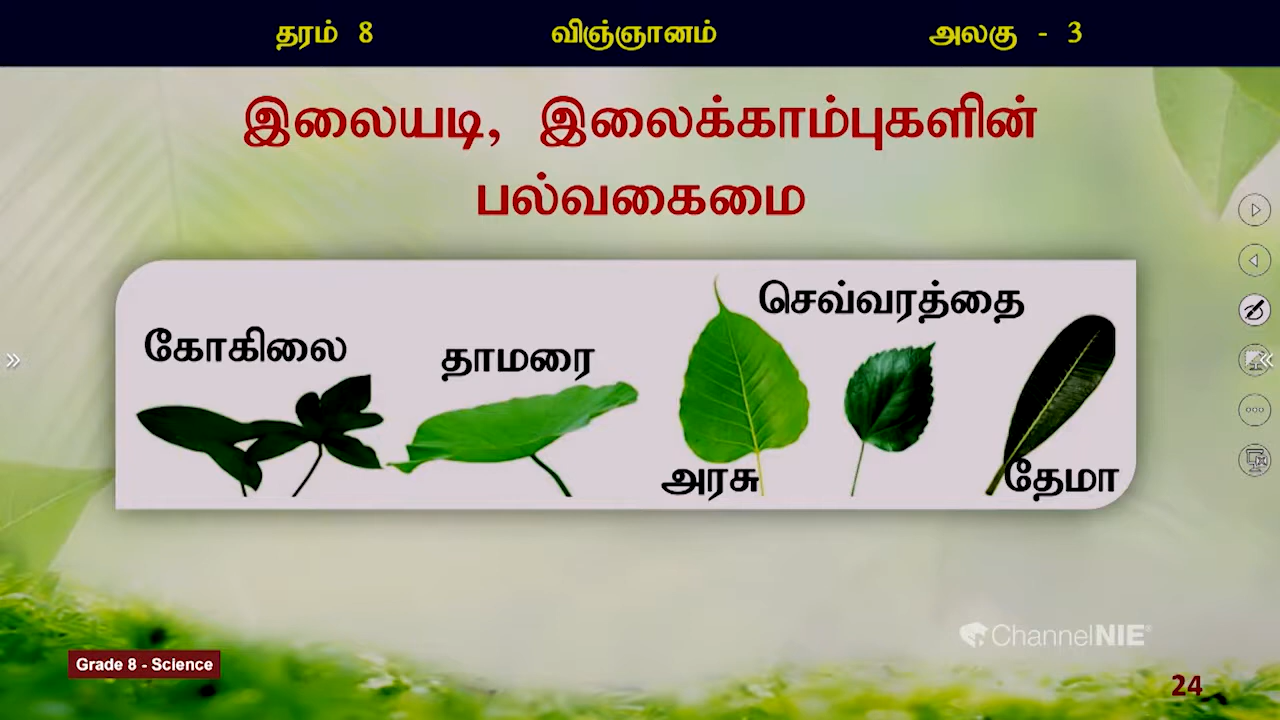 தரம் 8 விஞ்ஞானம் அலகு - 3
இலையடி, இலைக்காம்புகளின்
பல்வகைமை
கோகிலை
தாமரை
செவ்வரத்தை
அரசு
தேமா
ChannelNIE
Grade 8 - Science
24